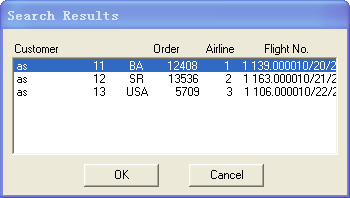 Search Results
Customer Order Airline Flight No.
as 11 BA 12408 1 1 139.000010/20/2
as 12 SR 13536 2 1 163.000010/21/2
as 13 USA 5709 3 1 106.000010/22/2
OK Cancel